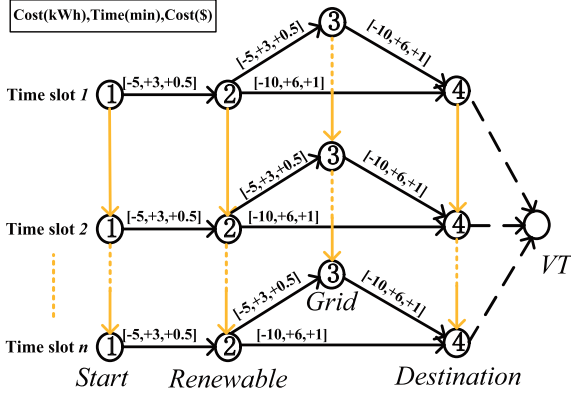 Cost(kWh),Time(min),Cost($)
3
[-5,+3,+0.5]
[-10,+6,+1]
Time slot 1
1
[-5,+3,+0.5]
2
[-10,+6,+1]
4
3
[-5,+3,+0.5]
[-10,+6,+1]
Time slot 2
1
[-5,+3,+0.5]
2
[-10,+6,+1]
4
VT
3
Grid
[-5,+3,+0.5]
[-10,+6,+1]
Time slot n
1
[-5,+3,+0.5]
2
[-10,+6,+1]
4
Start
Renewable
Destination